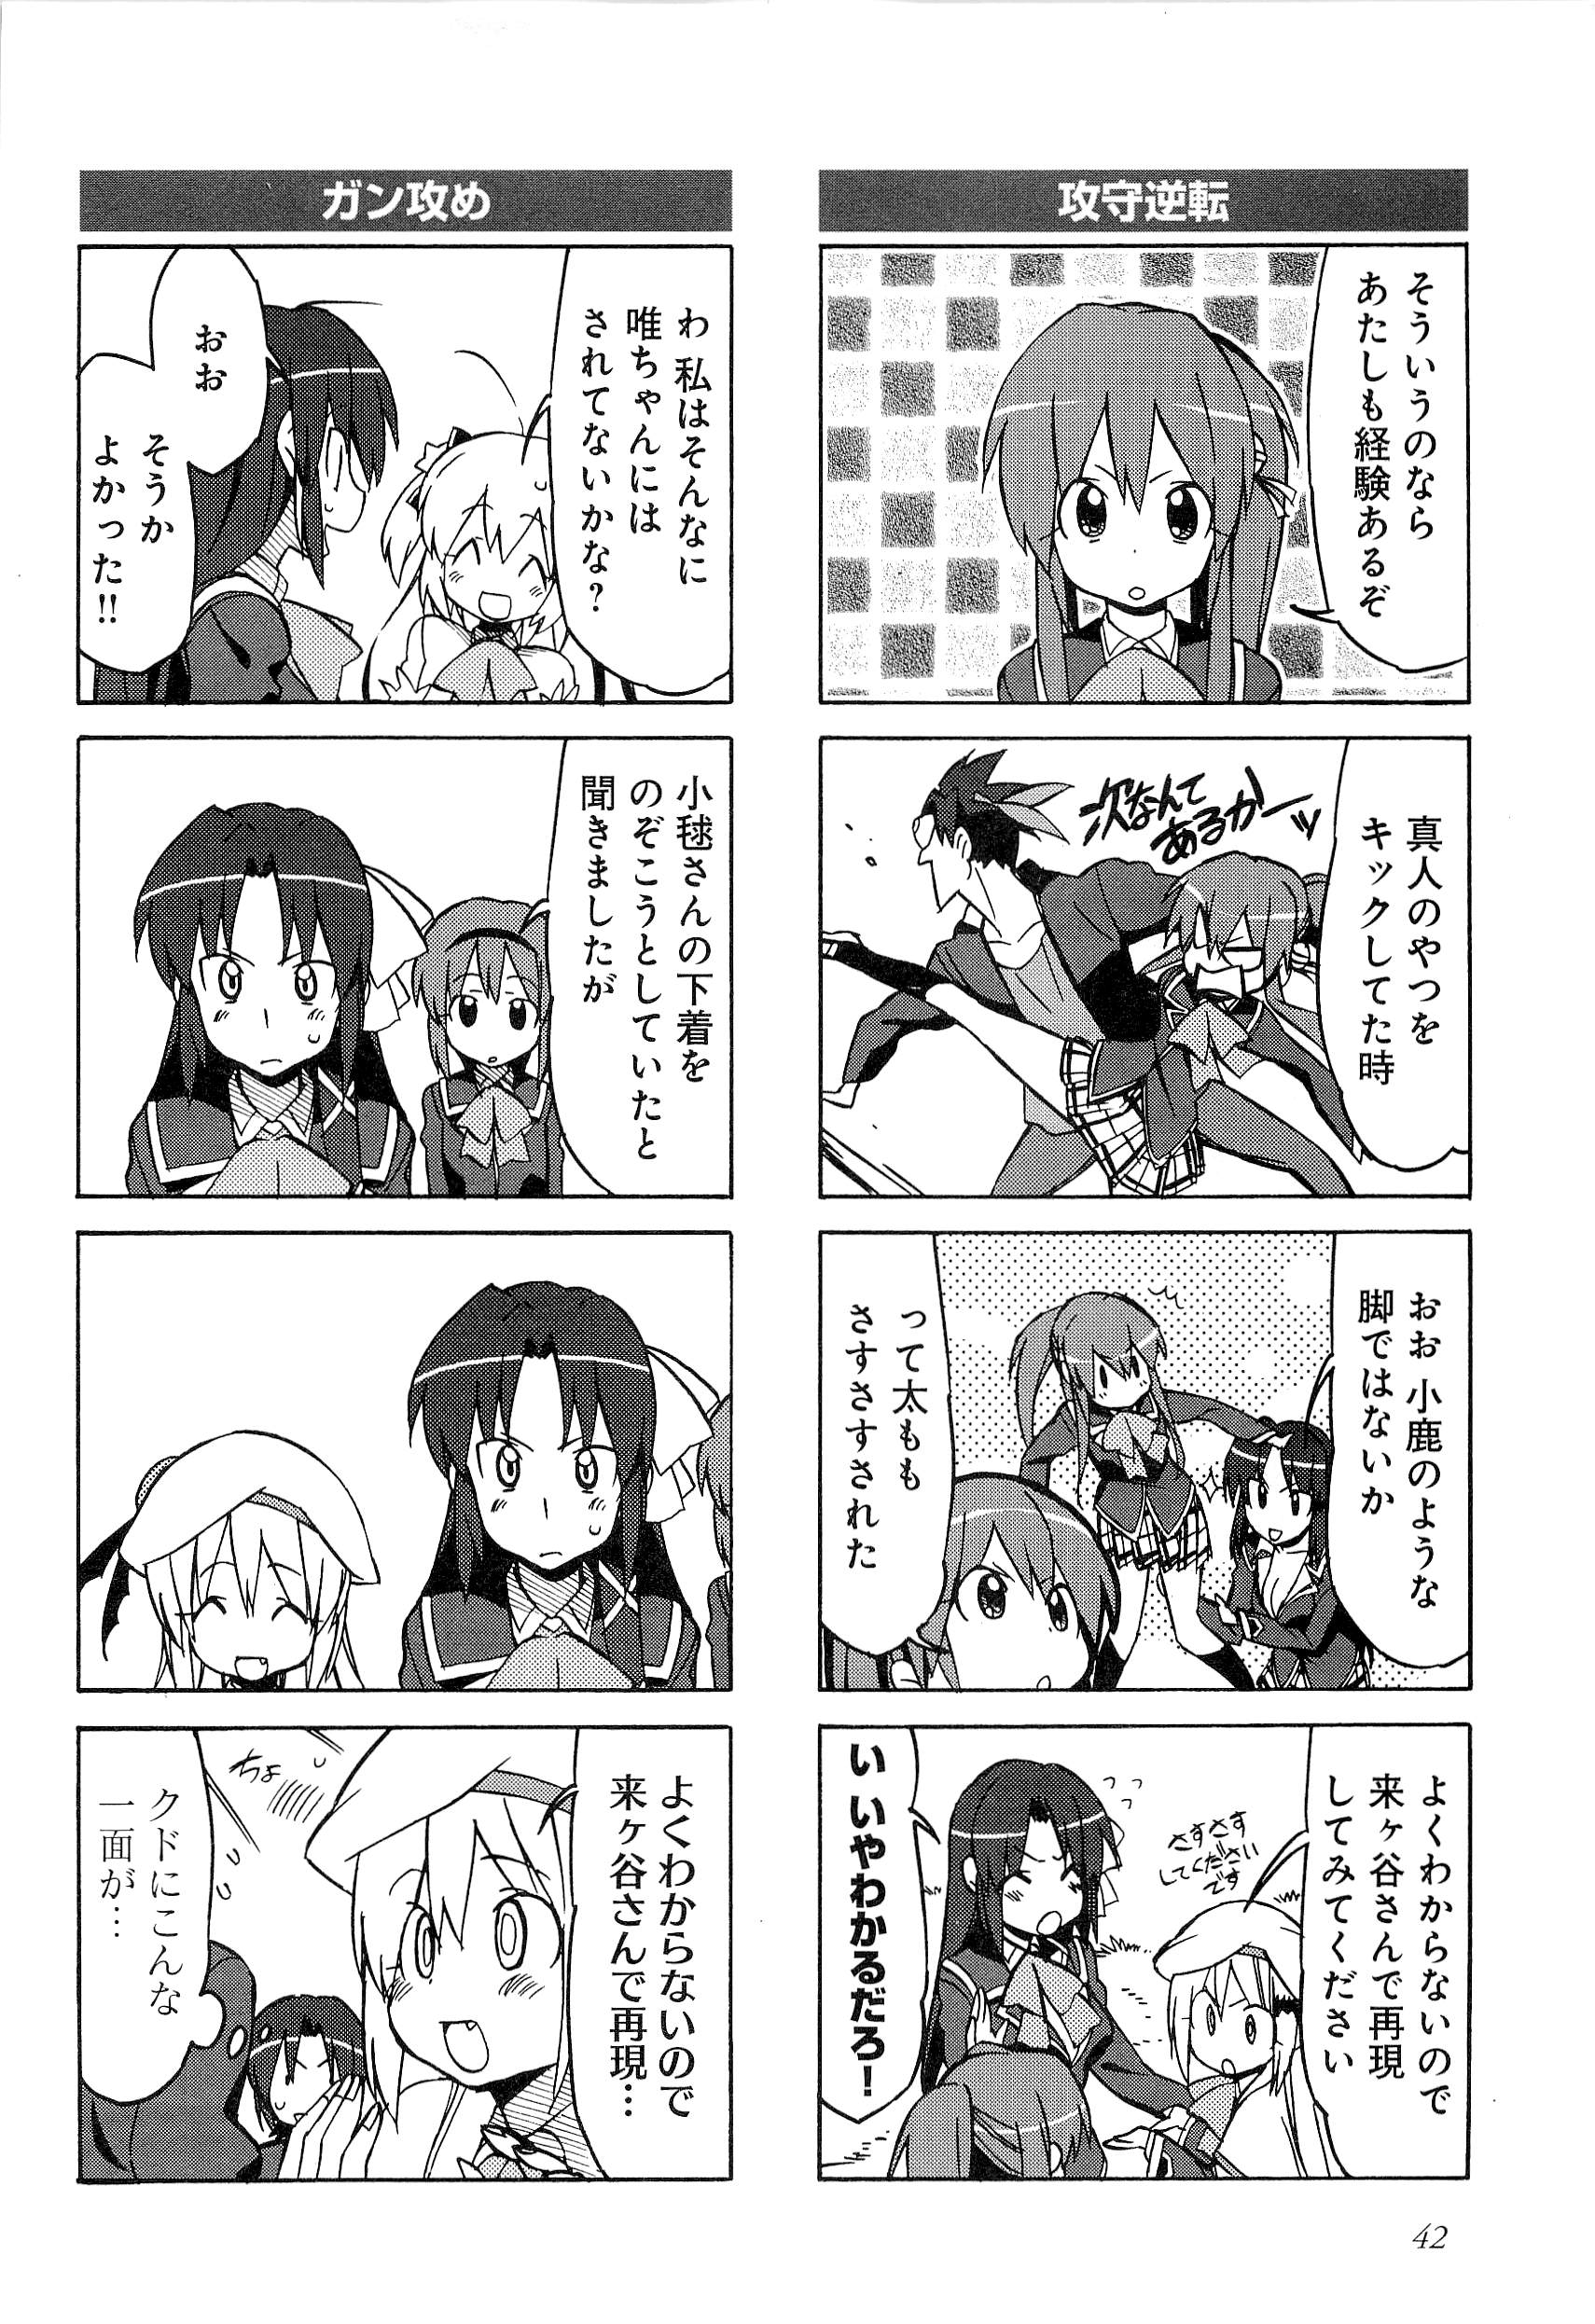 攻守逆転
そういうのなら
あたしも経験あるぞ
真人のやつを
キックしてた時
次なんて
あるかーッ
おお 小鹿のような
脚ではないか
って太もも
さすさすされた
よくわからないので
来ヶ谷さんで再現
してみてください
さすさす
してください
です
い いやわかるだろ！
ガン攻め
わ 私はそんなに
唯ちゃんには
されてないかな？
おお
そうか
よかった!!
小毬さんの下着を
のぞこうとしていたと
聞きましたが
よくわからないので
来ヶ谷さんで再現…
ちょ
クドにこんな
一面が…
42